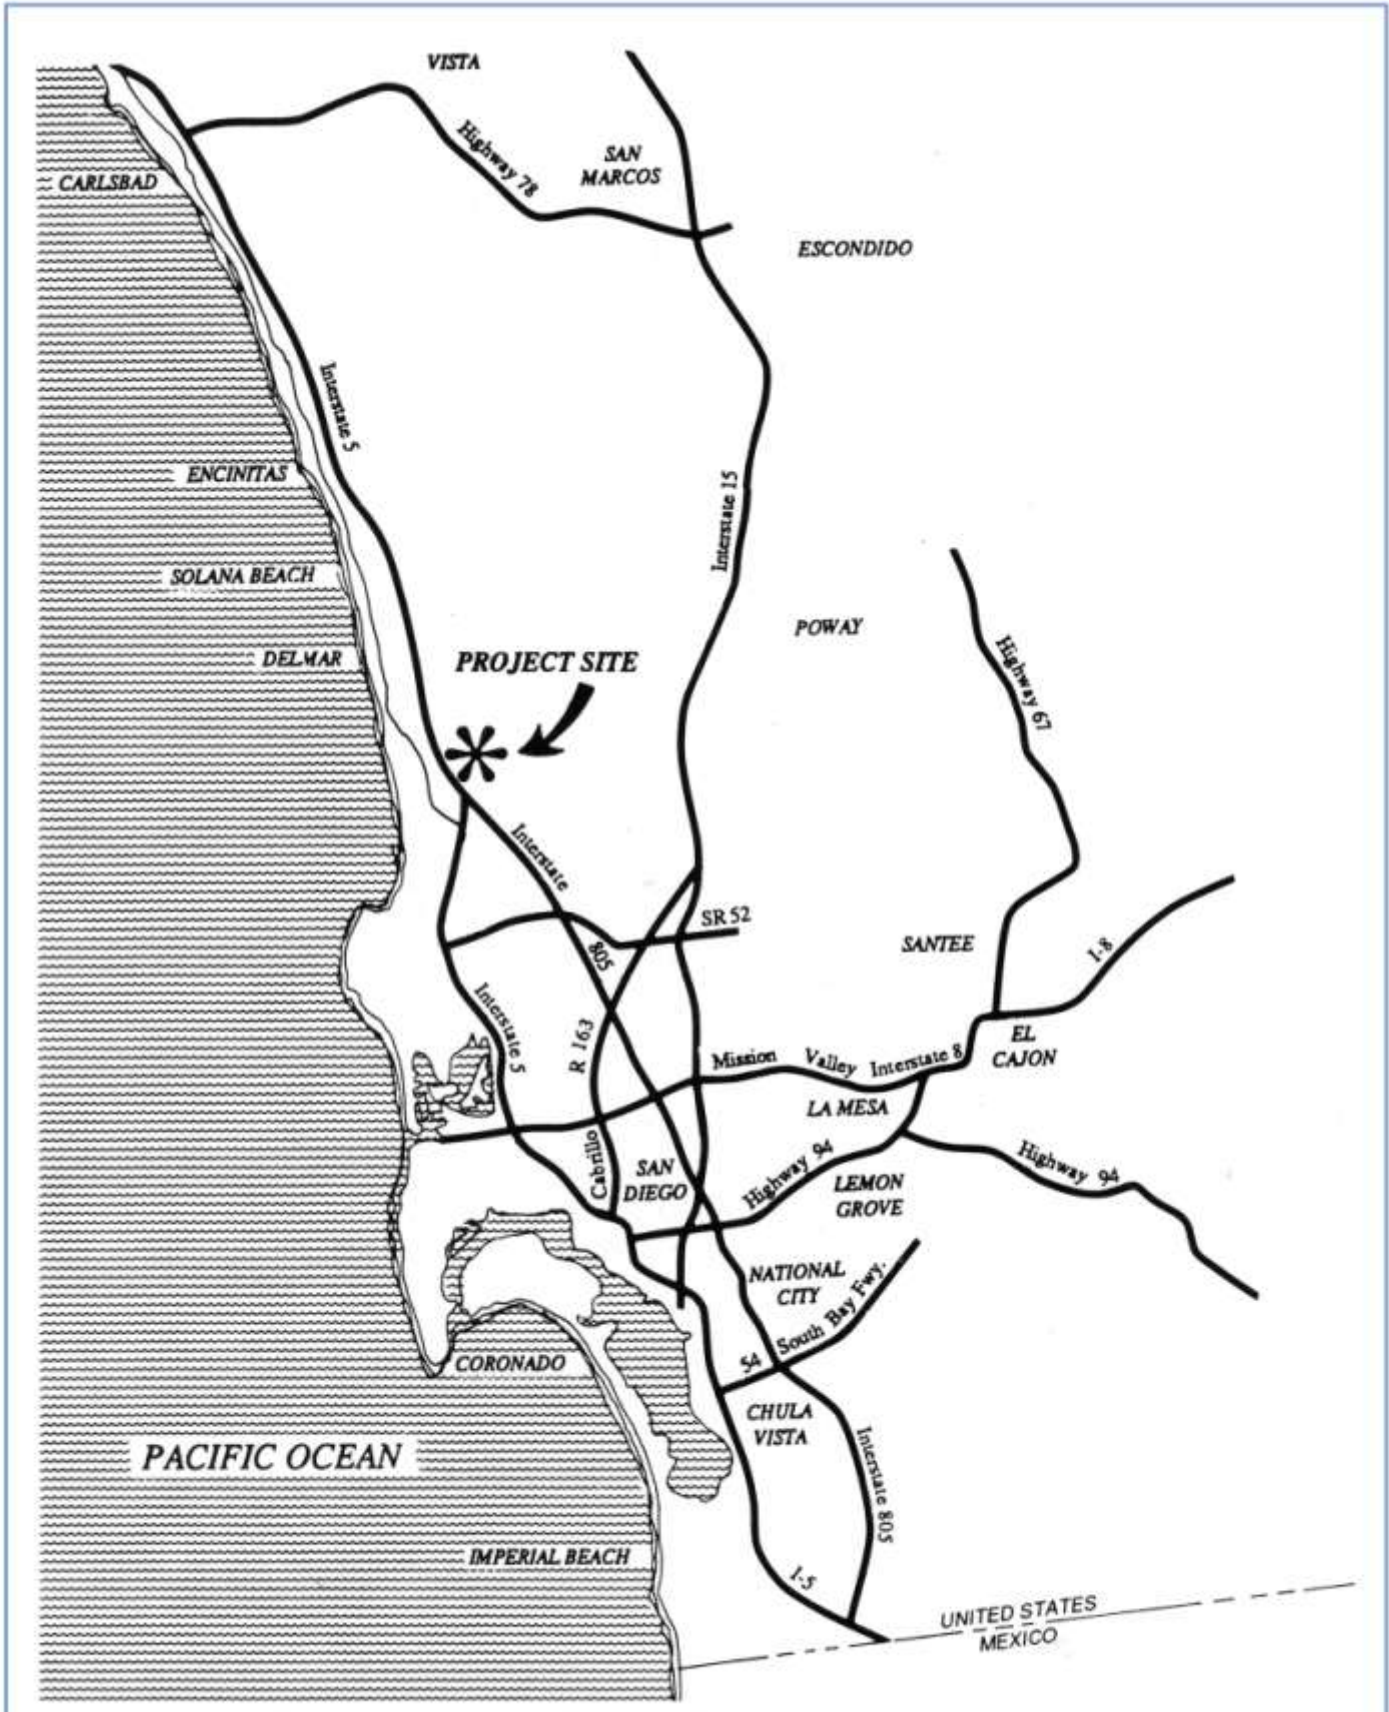 VISTA
Highway 78
SAN
MARCOS
CARLSBAD
ESCONDIDO
Interstate 5
ENCINITAS
Interstate 15
SOLANA BEACH
POWAY
DELMAR
PROJECT SITE
Highway 67
Interstate
SR 52
805
SANTEE
I-8
Interstate 5
R 163
EL
CAJON
Mission Valley Interstate 8
LA MESA
Cabrillo
SAN
DIEGO
Highway 94
LEMON
GROVE
Highway 94
NATIONAL
CITY
54 South Bay Fwy.
CORONADO
CHULA
VISTA
PACIFIC OCEAN
Interstate 805
IMPERIAL BEACH
I-5
UNITED STATES
MEXICO